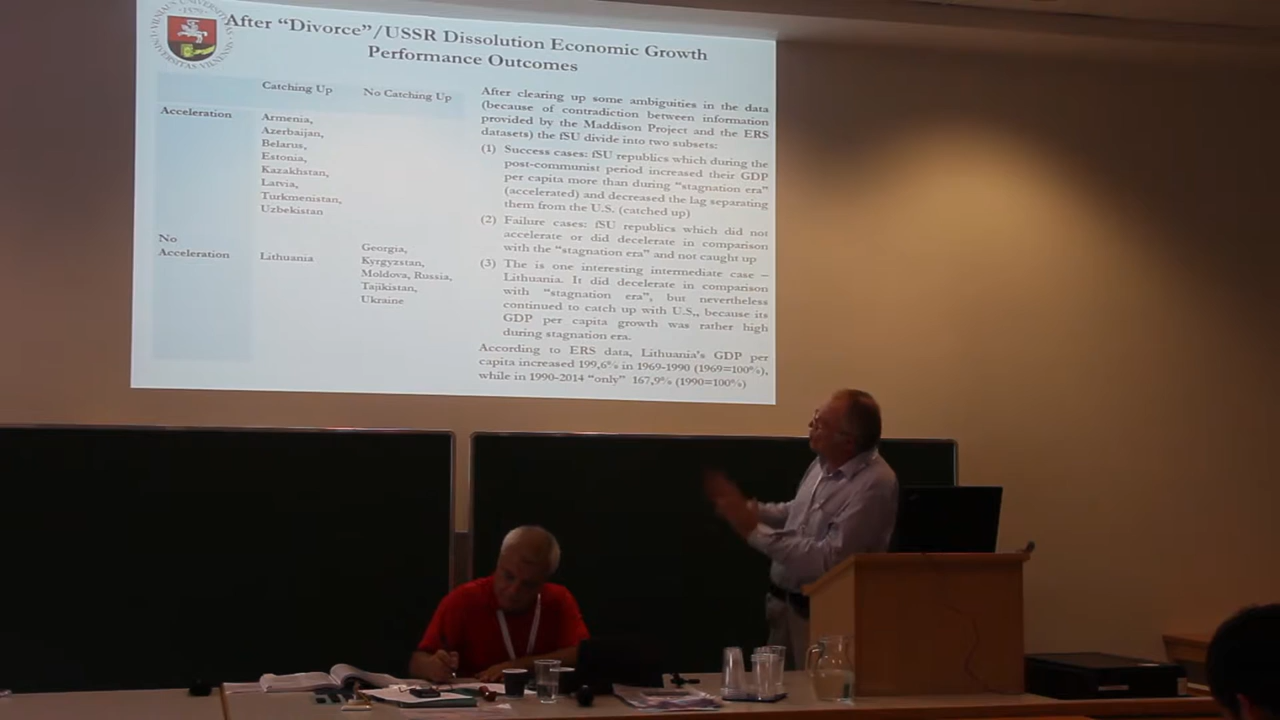 After “Divorce”/USSR Dissolution Economic Growth
Performance Outcomes
Catching Up
No Catching Up
Acceleration
Armenia,
Azerbaijan,
Belarus,
Estonia,
Kazakhstan,
Latvia,
Turkmenistan,
Uzbekistan
No
Acceleration
Lithuania
Georgia,
Kyrgyzstan,
Moldova, Russia,
Tajikistan,
Ukraine
After clearing up some ambiguities in the data
(because of contradiction between information
provided by the Maddison Project and the ERS
datasets) the fSU divide into two subsets:
(1) Success cases: fSU republics which during the
post-communist period increased their GDP
per capita more than during “stagnation era”
(accelerated) and decreased the lag separating
them from the U.S. (catched up)
(2) Failure cases: fSU republics which did not
accelerate or did decelerate in comparison
with the “stagnation era” and not caught up
(3) The is one interesting intermediate case –
Lithuania. It did decelerate in comparison
with “stagnation era”, but nevertheless
continued to catch up with U.S., because its
GDP per capita growth was rather high
during stagnation era.
According to ERS data, Lithuania's GDP per
capita increased 199,6% in 1969-1990 (1969=100%),
while in 1990-2014 “only” 167,9% (1990=100%)